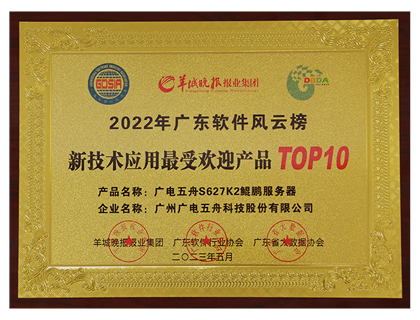 GDSIA 羊城晚报报业集团 DBDA
2022年广东软件风云榜
新技术应用最受欢迎产品 TOP10
产品名称：广电五舟S627K2鲲鹏服务器
企业名称：广州广电五舟科技股份有限公司
羊城晚报报业集团 广东软件行业协会 广东省大数据协会
二〇二三年五月